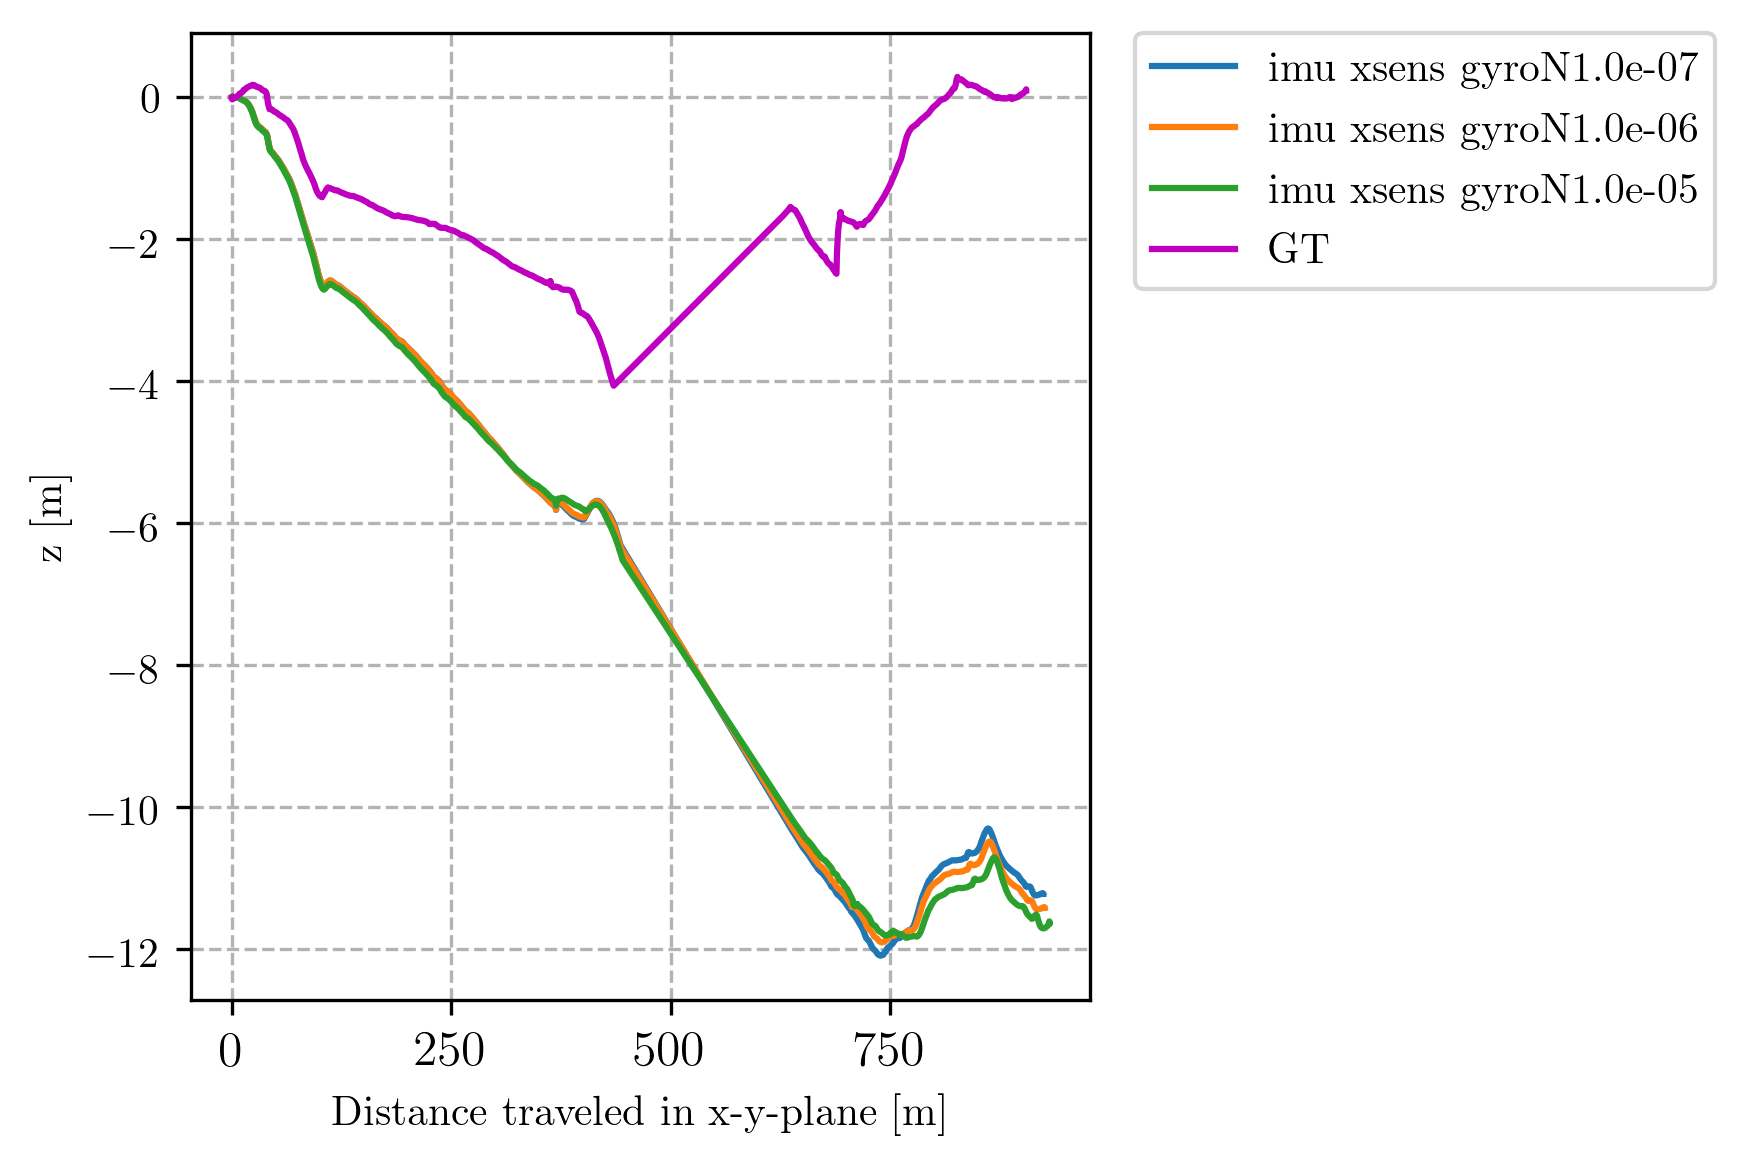 imu xsens gyroN1.0e-07
imu xsens gyroN1.0e-06
imu xsens gyroN1.0e-05
GT
0
−2
−4
−6
−8
−10
−12
z [m]
0 250 500 750
Distance traveled in x-y-plane [m]